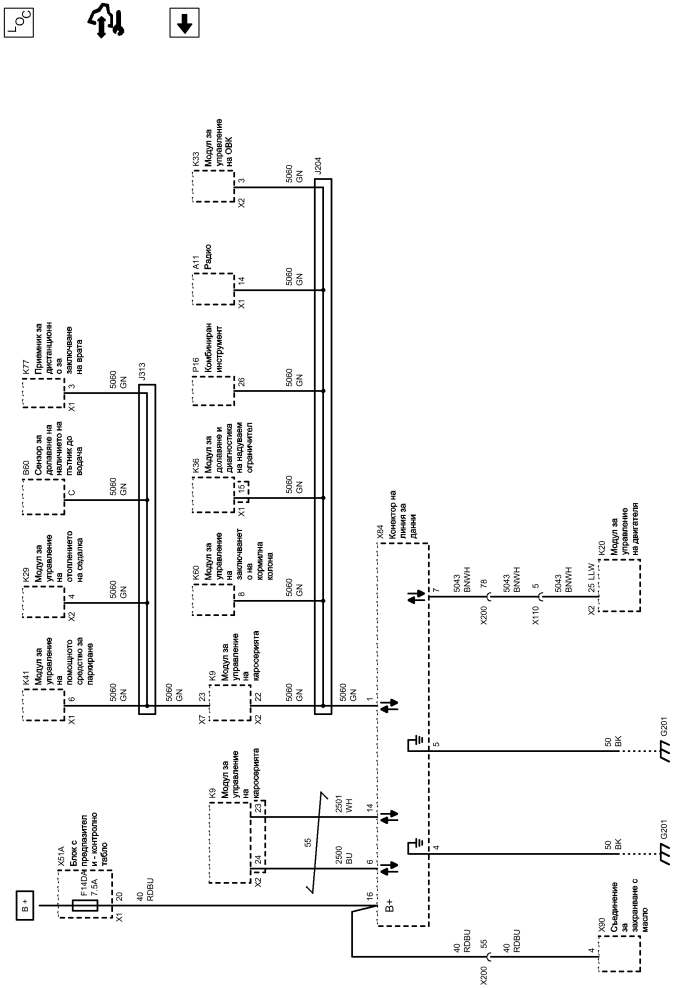 LOC
K33
Модул за
управление
на ОВК
3
X2
5060
GN
J204
A11
Радио
14
X1
5060
GN
K77
Приемник за
дистанционн
о за
заключване
на врата
3
X1
5060
GN
J313
P16
Комбиниран
инструмент
26
5060
GN
B60
Сензор за
долавяне на
наличието на
пътник до
водача
C
5060
GN
K36
Модул за
долавяне и
диагностика
на надуваем
ограничител
15
X1
5060
GN
K29
Модул за
управление
на
отоплението
на седалка
4
X2
5060
GN
K60
Модул за
управление
на
заключванет
о на
кормилна
колона
8
5060
GN
X84
Конектор на
линия за
данни
7
5043
BNWH
78
X200
5043
BNWH
5
X110
5043
BNWH
25 LLW
X2
K20
Модул за
управление
на двигателя
K41
Модул за
управление
на
помощното
средство за
паркиране
6
X1
5060
GN
5060
GN
23
X7
K9
Модул за
управление
на
каросерията
22
X2
5060
GN
5060
GN
1
5
50
BK
G201
K9
Модул за
управление
на
каросерията
23
24
X2
55
2501
WH
14
2500
BU
6
4
50
BK
G201
B+
X51A
Блок с
предпазител
и - контролно
табло
F14DA
7.5A
20
X1
40
RDBU
16
B+
40
RDBU
55
X200
40
RDBU
4
X90
Съединение
за
захранване с
масло